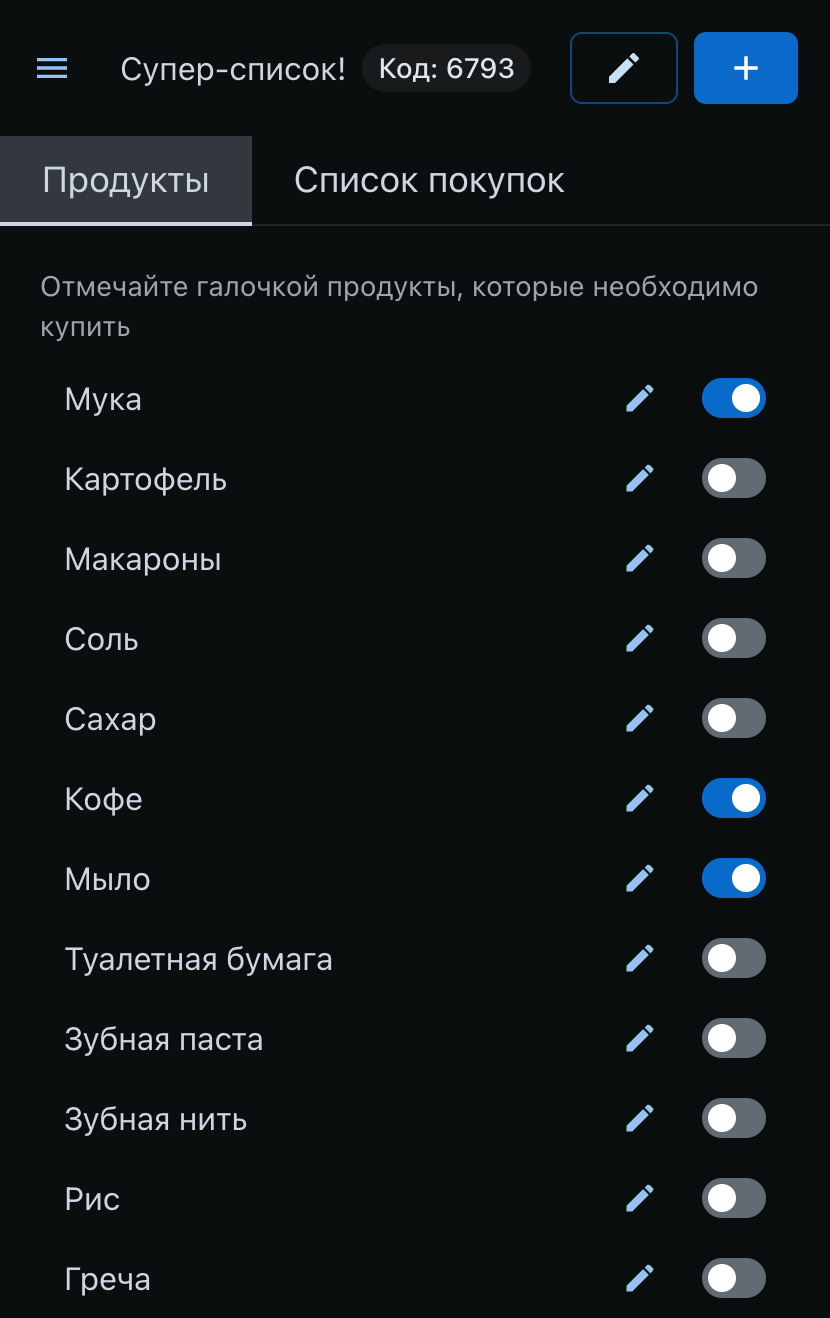 Супер-список! Код: 6793
Продукты Список покупок
Отмечайте галочкой продукты, которые необходимо
купить
Мука
Картофель
Макароны
Соль
Сахар
Кофе
Мыло
Туалетная бумага
Зубная паста
Зубная нить
Рис
Греча